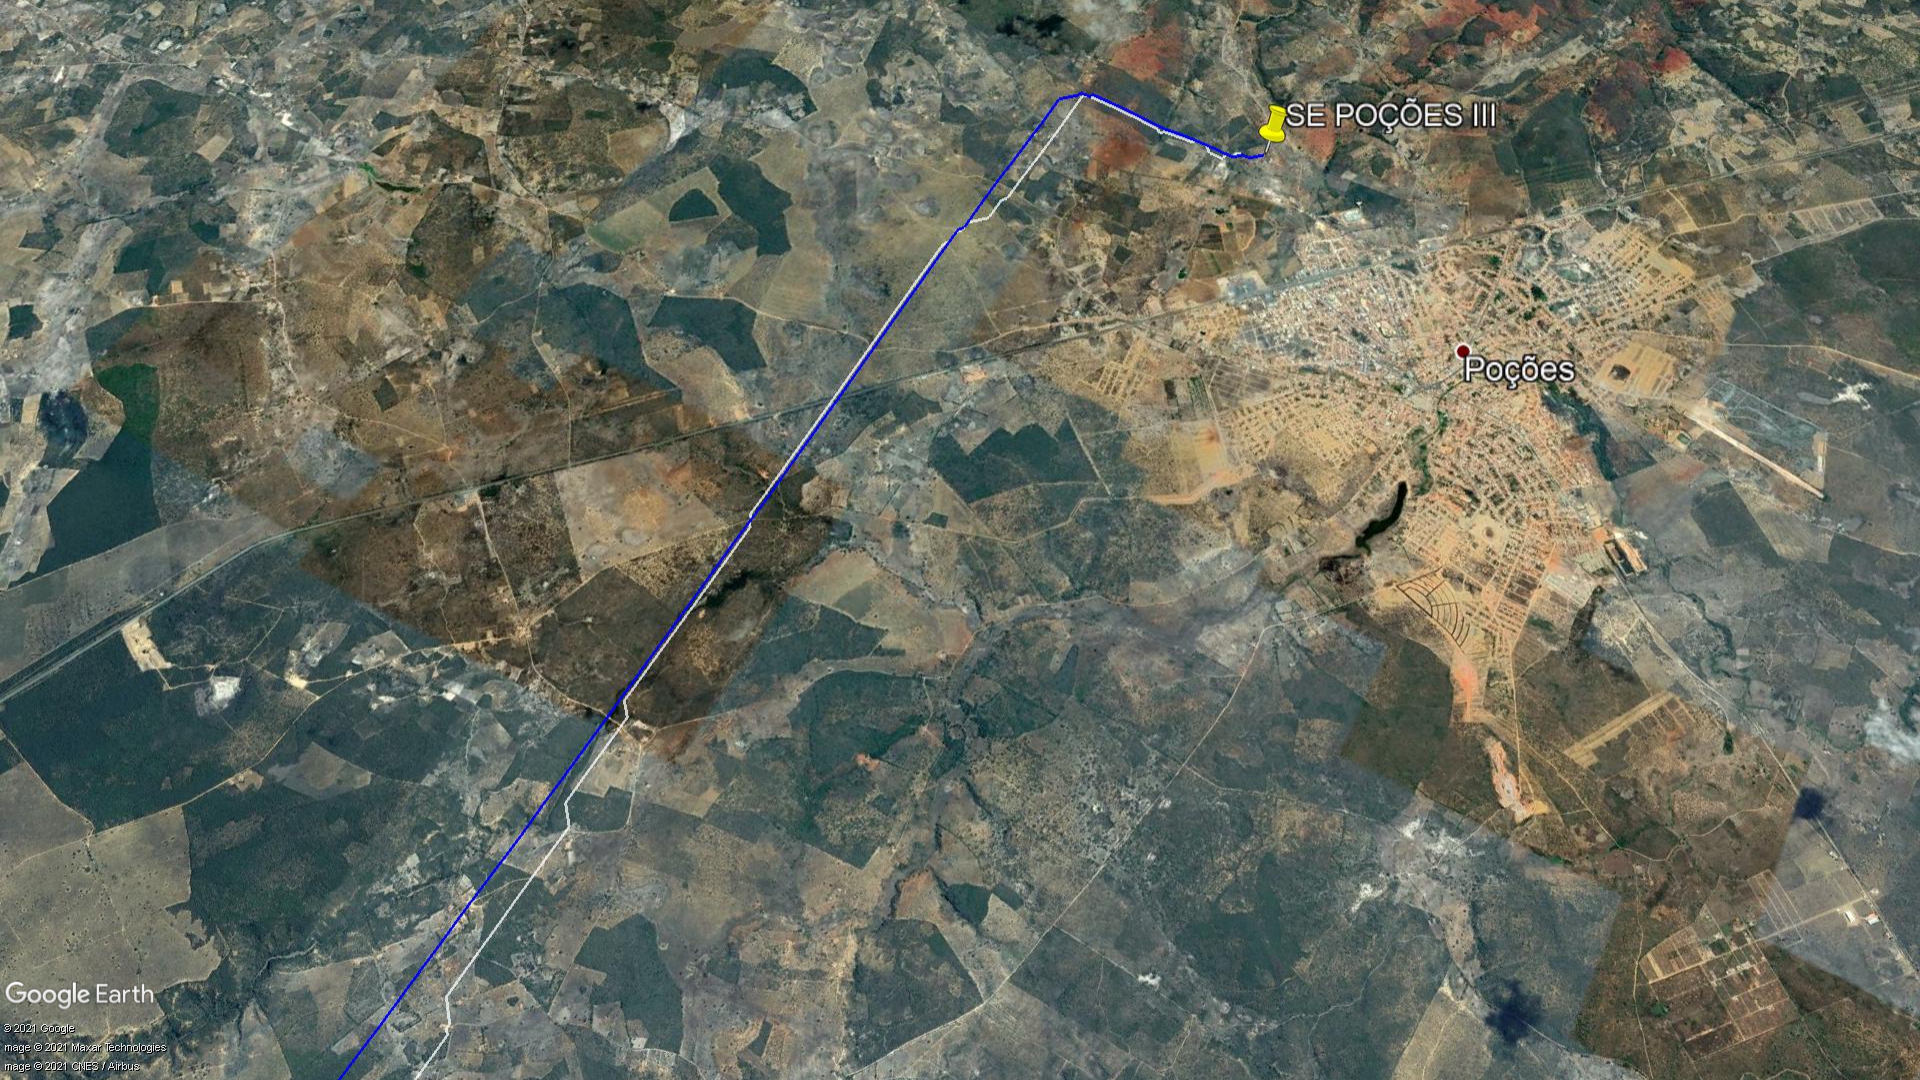 SE POÇÕES III
Poções
Google Earth
© 2021 Google
mage © 2021 Maxar Technologies
mage © 2021 CNES / Airbus